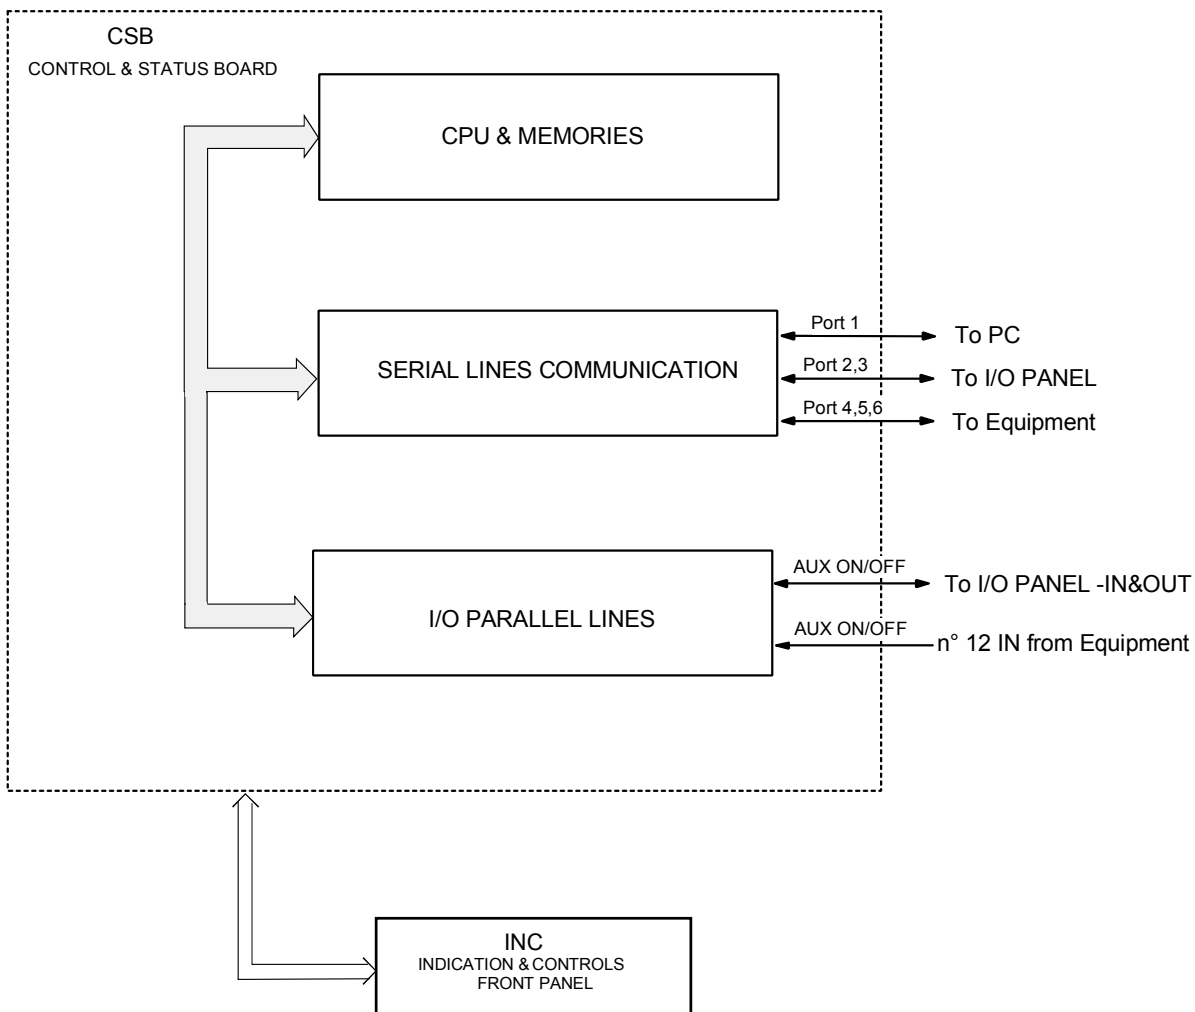 CSB
CONTROL & STATUS BOARD
CPU & MEMORIES
SERIAL LINES COMMUNICATION
Port 1
To PC
Port 2,3
To I/O PANEL
Port 4,5,6
To Equipment
I/O PARALLEL LINES
AUX ON/OFF
To I/O PANEL -IN&OUT
AUX ON/OFF
n° 12 IN from Equipment
INC
INDICATION & CONTROLS
FRONT PANEL